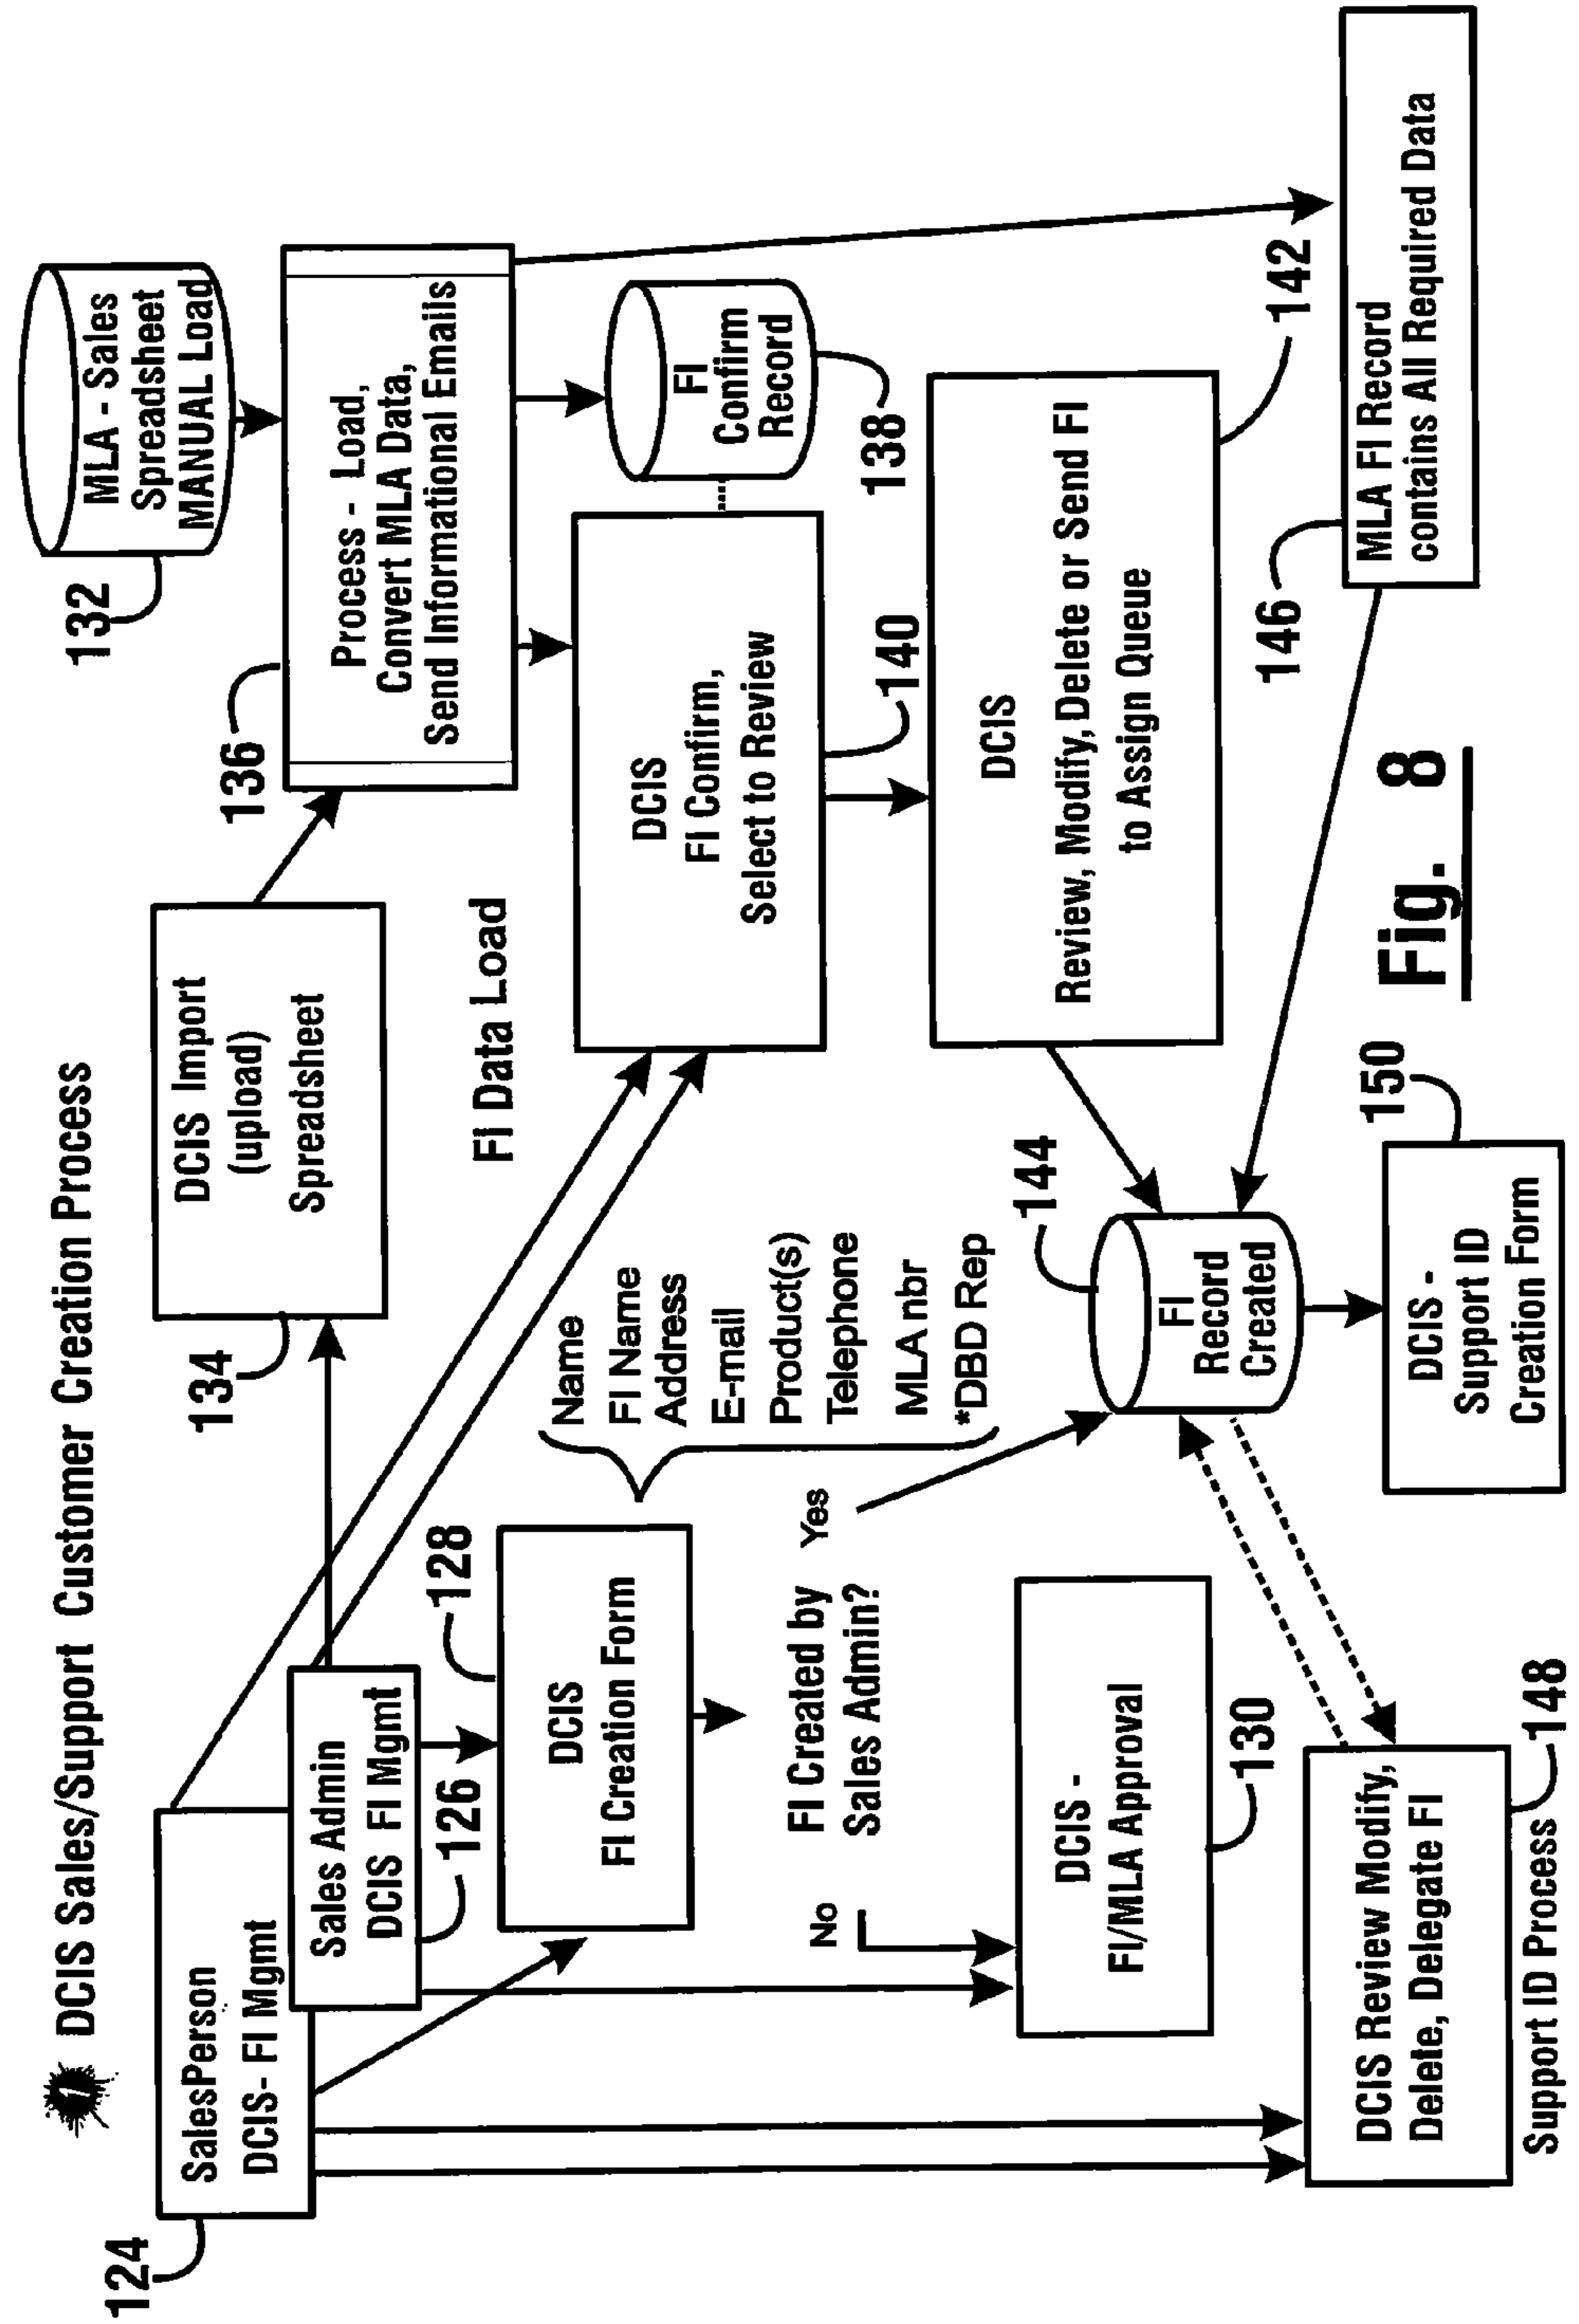 DCIS Sales/Support Customer Creation Process
124
SalesPerson
DCIS- FI Mgmt
Sales Admin
DCIS FI Mgmt
126
134
DCIS Import
(upload)
Spreadsheet
132
MLA - Sales
Spreadsheet
MANUAL Load
136
Process - Load,
Convert MLA Data,
Send Informational Emails
128
DCIS
FI Creation Form
Name
FI Name
Address
E-mail
Product(s)
Telephone
MLA nbr
*DBD Rep
FI Data Load
DCIS
FI Confirm,
Select to Review
140
FI
Confirm
Record
138
FI Created by
Sales Admin?
Yes
No
DCIS
Review, Modify, Delete or Send FI
to Assign Queue
142
DCIS -
FI/MLA Approval
130
144
FI
Record
Created
146
MLA FI Record
contains All Required Data
DCIS Review Modify,
Delete, Delegate FI
148
Support ID Process
150
DCIS -
Support ID
Creation Form
Fig. 8